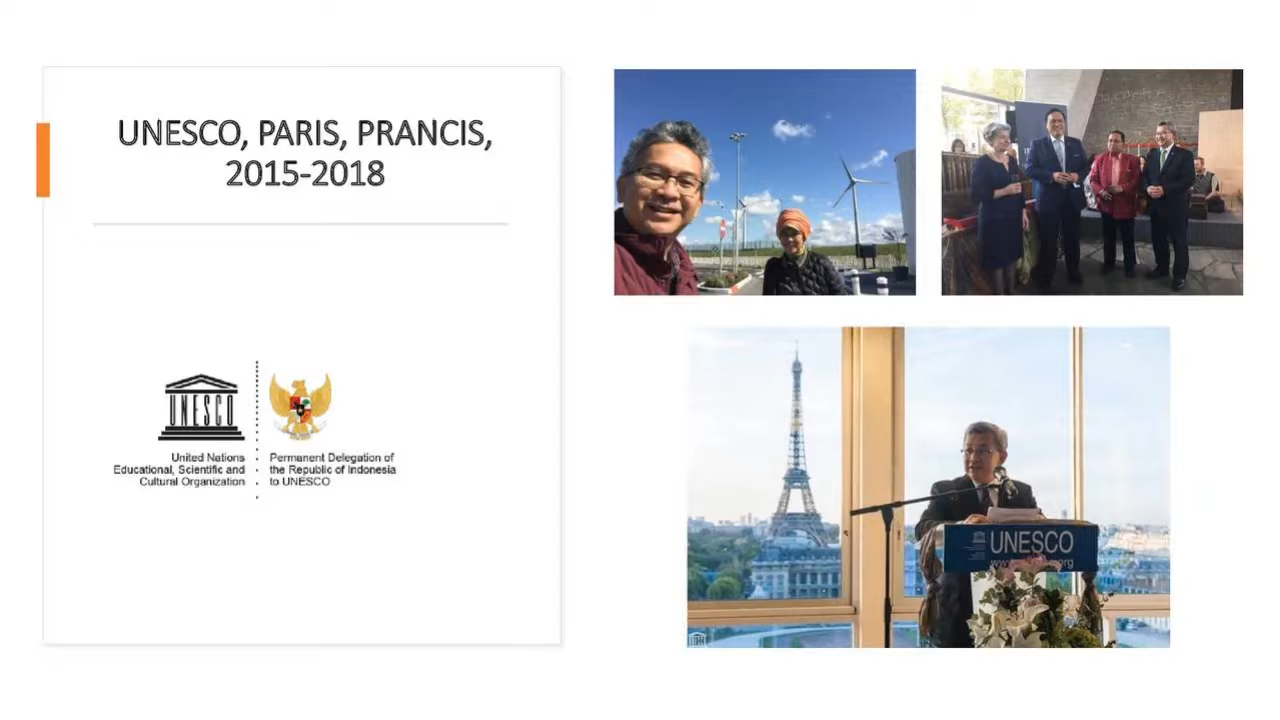 UNESCO, PARIS, PRANCIS,
2015-2018
UNESCO
United Nations
Educational, Scientific and
Cultural Organization
Permanent Delegation of
the Republic of Indonesia
to UNESCO
UNESCO